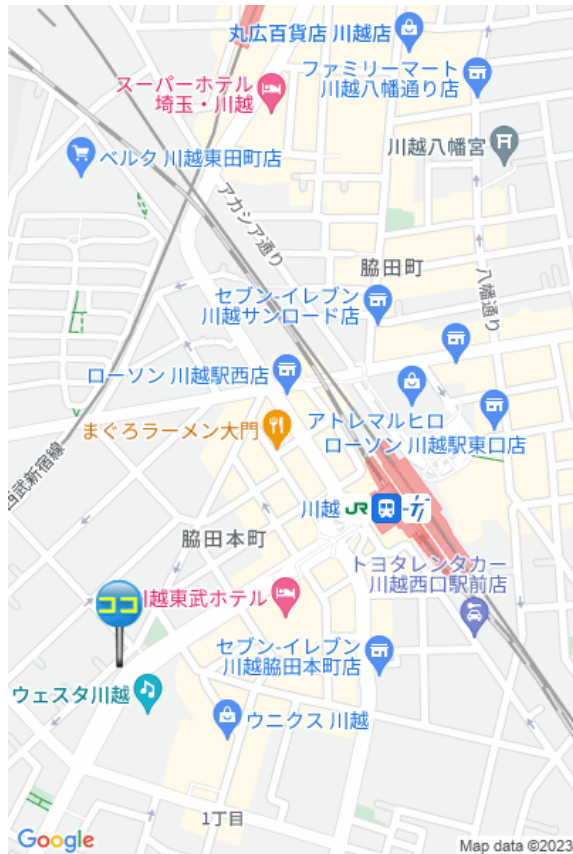 丸広百貨店 川越店
ファミリーマート
川越八幡通り店
スーパーホテル
埼玉・川越
川越八幡宮
ベルク 川越東田町店
アカシア通り
脇田町
八幡通り
セブン-イレブン
川越サンロード店
ローソン 川越駅西店
アトレマルヒロ
まぐろラーメン大門
ローソン 川越駅東口店
西武新宿線
川越 JR
脇田本町
トヨタレンタカー
川越西口駅前店
ココ
川越東武ホテル
セブン-イレブン
川越脇田本町店
ウェスタ川越
ウニクス 川越
1丁目
Google
Map data ©2023